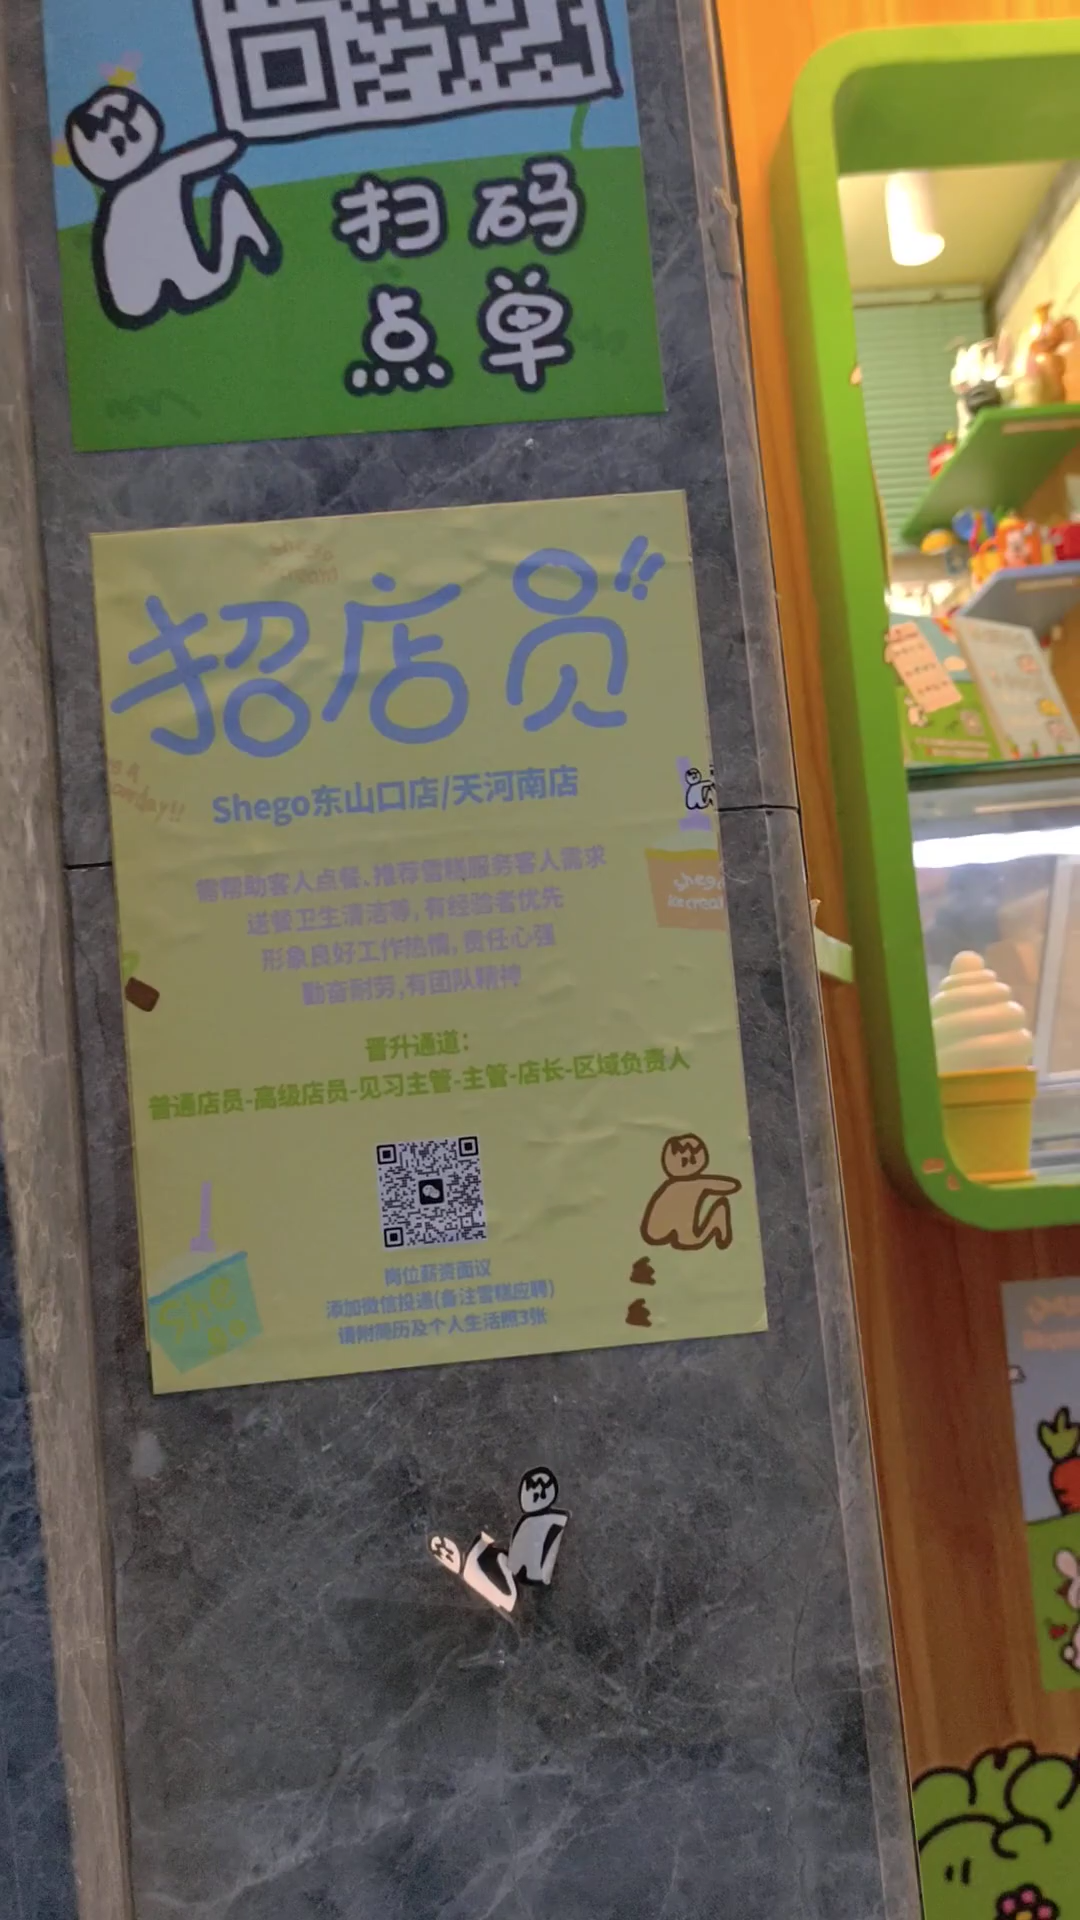 扫码
点单
招店员!!
Shego东山口店/天河南店
需帮助客人点餐、推荐雪糕服务客人需求
送餐卫生清洁等,有经验者优先
形象良好工作热情,责任心强
勤奋耐劳,有团队精神
晋升通道:
普通店员-高级店员-见习主管-主管-店长-区域负责人
岗位薪资面议
添加微信投递(备注雪糕应聘)
请附简历及个人生活照3张
Shego
ice cream
She
go